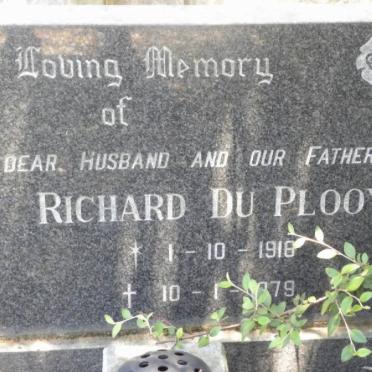 Loving Memory
of
DEAR HUSBAND AND OUR FATHER
RICHARD DU PLOOY
* 1 - 10 - 1918
† 10 - 1 - 1979